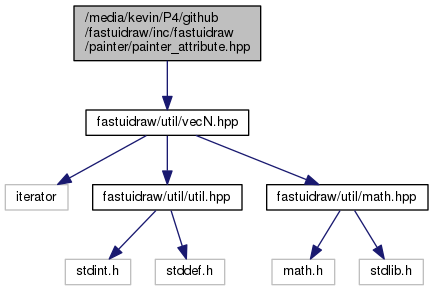 /media/kevin/P4/github
/fastuidraw/inc/fastuidraw
/painter/painter_attribute.hpp
fastuidraw/util/vecN.hpp
iterator
fastuidraw/util/util.hpp
fastuidraw/util/math.hpp
stdint.h
stddef.h
math.h
stdlib.h